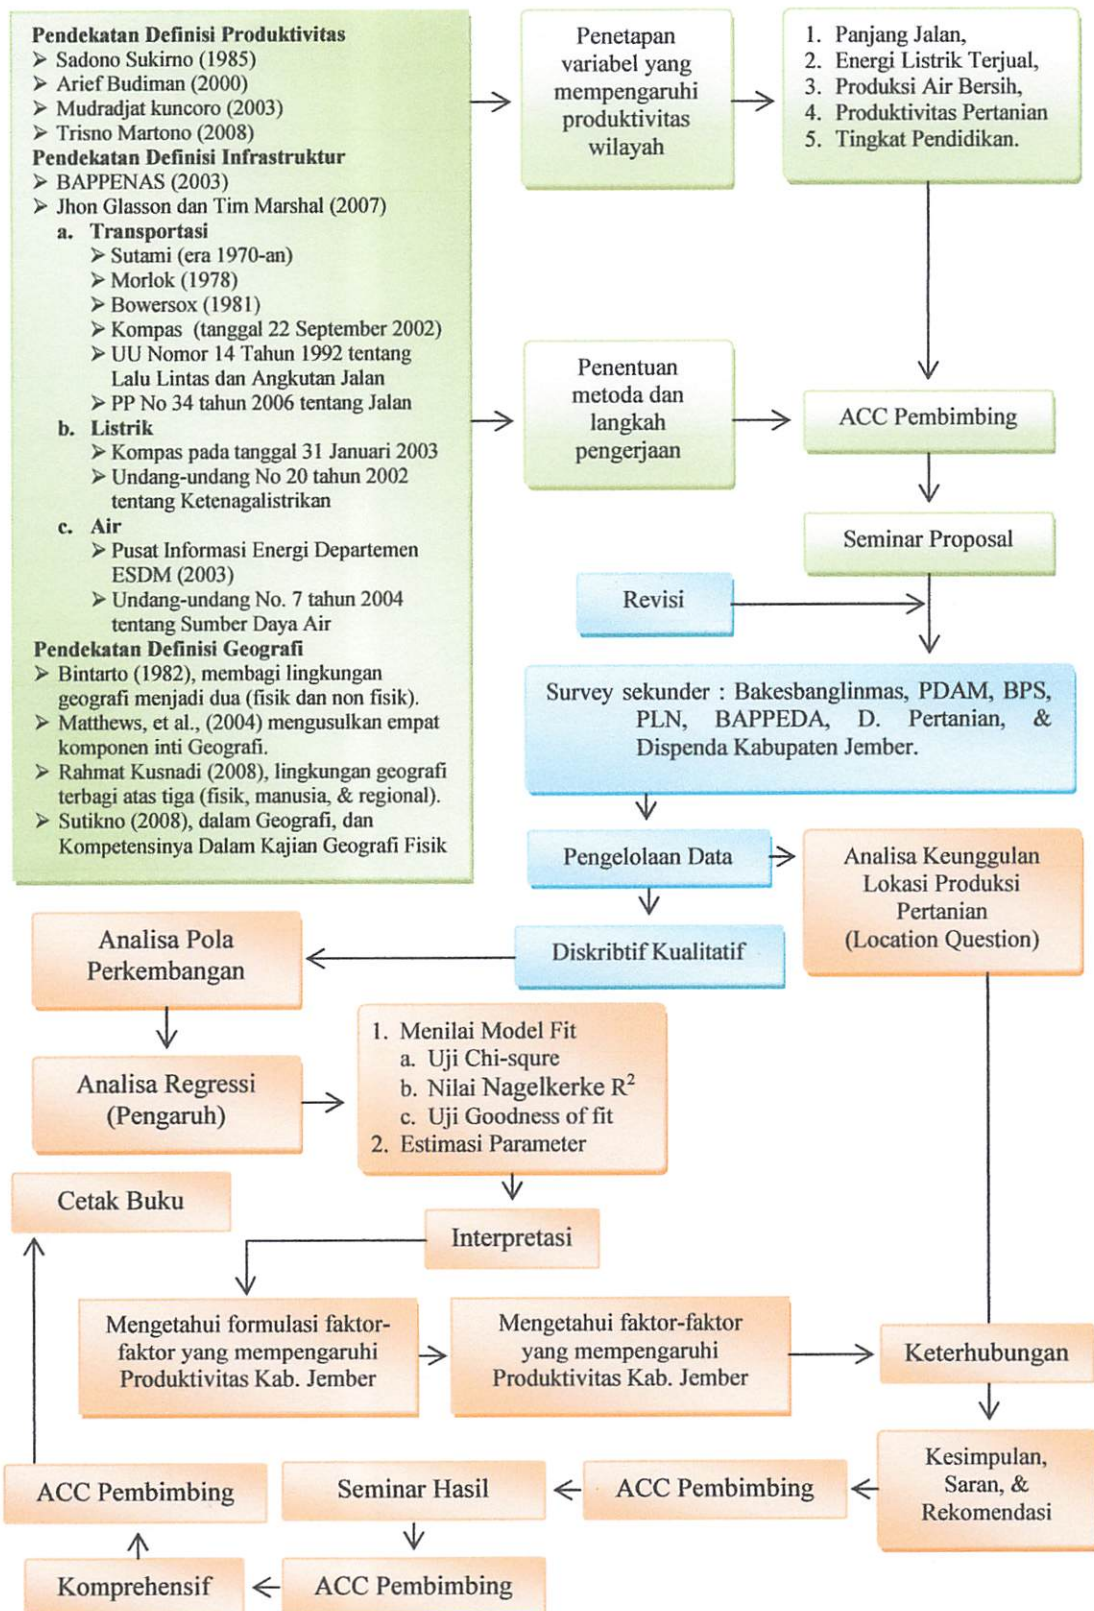 Pendekatan Definisi Produktivitas
➢ Sadono Sukirno (1985)
➢ Arief Budiman (2000)
➢ Mudradjat kuncoro (2003)
➢ Trisno Martono (2008)
Pendekatan Definisi Infrastruktur
➢ BAPPENAS (2003)
➢ Jhon Glasson dan Tim Marshal (2007)
a. Transportasi
➢ Sutami (era 1970-an)
➢ Morlok (1978)
➢ Bowersox (1981)
➢ Kompas (tanggal 22 September 2002)
➢ UU Nomor 14 Tahun 1992 tentang
Lalu Lintas dan Angkutan Jalan
➢ PP No 34 tahun 2006 tentang Jalan
b. Listrik
➢ Kompas pada tanggal 31 Januari 2003
➢ Undang-undang No 20 tahun 2002
tentang Ketenagalistrikan
c. Air
➢ Pusat Informasi Energi Departemen
ESDM (2003)
➢ Undang-undang No. 7 tahun 2004
tentang Sumber Daya Air
Pendekatan Definisi Geografi
➢ Bintarto (1982), membagi lingkungan
geografi menjadi dua (fisik dan non fisik).
➢ Matthews, et al., (2004) mengusulkan empat
komponen inti Geografi.
➢ Rahmat Kusnadi (2008), lingkungan geografi
terbagi atas tiga (fisik, manusia, & regional).
➢ Sutikno (2008), dalam Geografi, dan
Kompetensinya Dalam Kajian Geografi Fisik
Penetapan
variabel yang
mempengaruhi
produktivitas
wilayah
1. Panjang Jalan,
2. Energi Listrik Terjual,
3. Produksi Air Bersih,
4. Produktivitas Pertanian
5. Tingkat Pendidikan.
Penentuan
metoda dan
langkah
pengerjaan
ACC Pembimbing
Seminar Proposal
Revisi
Survey sekunder : Bakesbanglinmas, PDAM, BPS,
PLN, BAPPEDA, D. Pertanian, &
Dispenda Kabupaten Jember.
Pengelolaan Data
Analisa Keunggulan
Lokasi Produksi
Pertanian
(Location Question)
Diskribtif Kualitatif
Analisa Pola
Perkembangan
Analisa Regressi
(Pengaruh)
1. Menilai Model Fit
a. Uji Chi-squre
b. Nilai Nagelkerke R²
c. Uji Goodness of fit
2. Estimasi Parameter
Cetak Buku
Interpretasi
Mengetahui formulasi faktor-
faktor yang mempengaruhi
Produktivitas Kab. Jember
Mengetahui faktor-faktor
yang mempengaruhi
Produktivitas Kab. Jember
Keterhubungan
Kesimpulan,
Saran, &
Rekomendasi
ACC Pembimbing
Seminar Hasil
ACC Pembimbing
Komprehensif
ACC Pembimbing